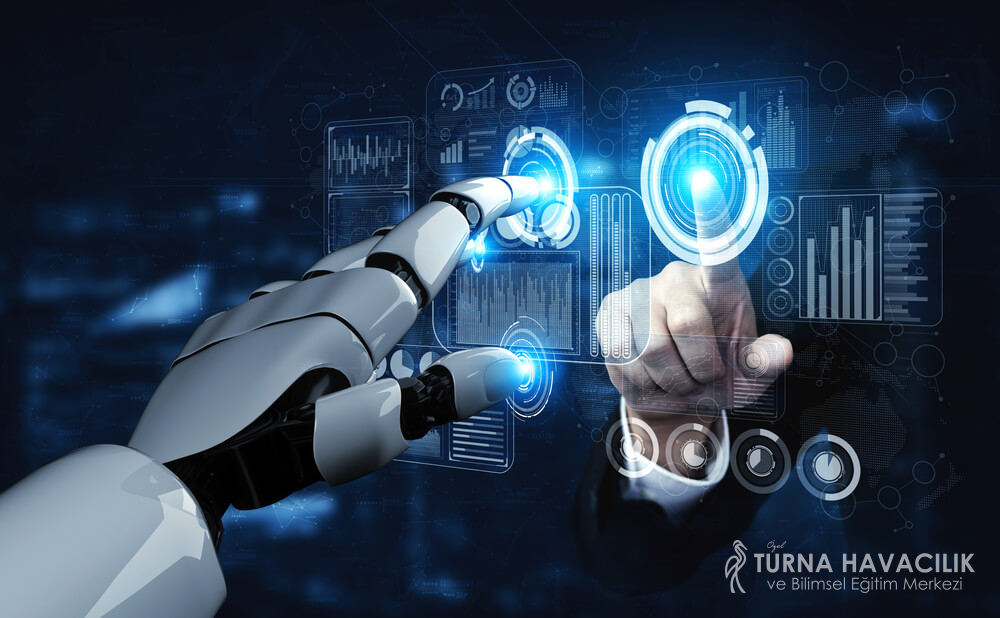 Özel
TURNA HAVACILIK
ve Bilimsel Eğitim Merkezi